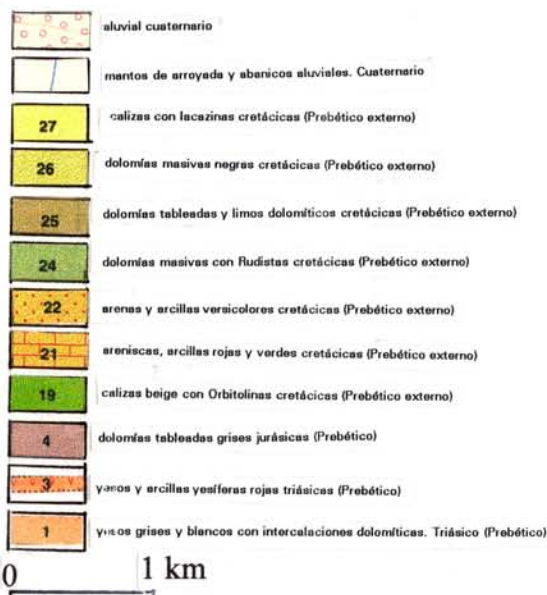 aluvial cuaternario
mantos de arroyada y abanicos aluviales. Cuaternario
27 calizas con lacazinas cretácicas (Prebético externo)
26 dolomías masivas negras cretácicas (Prebético externo)
25 dolomías tableadas y limos dolomíticos cretácicas (Prebético externo)
24 dolomías masivas con Rudistas cretácicas (Prebético externo)
22 arenas y arcillas versicolores cretácicas (Prebético externo)
21 areniscas, arcillas rojas y verdes cretácicas (Prebético externo)
19 calizas beige con Orbitolinas cretácicas (Prebético externo)
4 dolomías tableadas grises jurásicas (Prebético)
3 yesos y arcillas yesíferas rojas triásicas (Prebético)
1 yesos grises y blancos con intercalaciones dolomíticas. Triásico (Prebético)
0 1 km